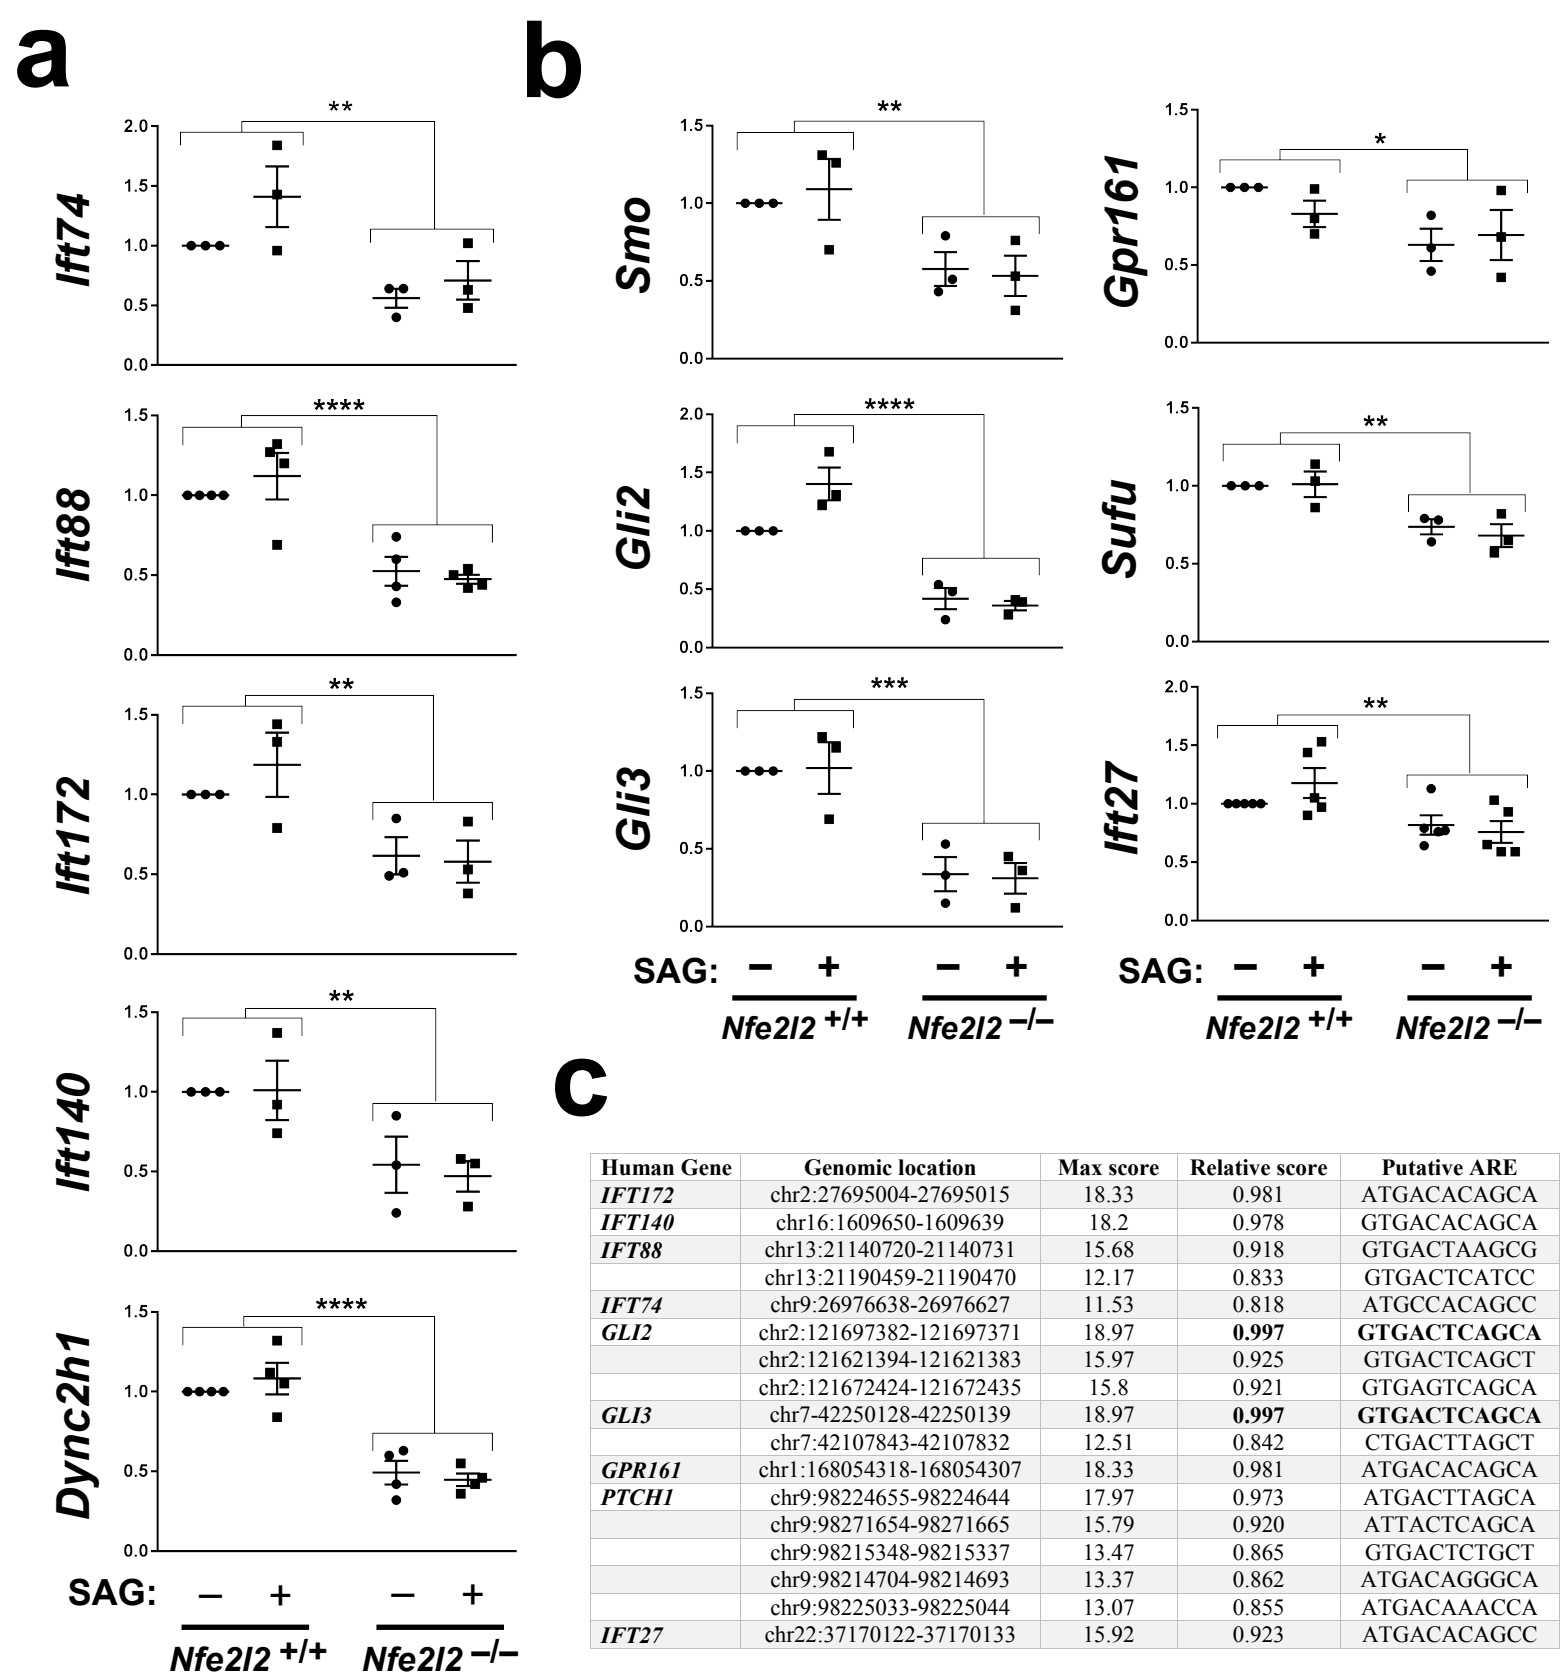 a
**
Ift74
2.0
1.5
1.0
0.5
0.0
****
Ift88
1.5
1.0
0.5
0.0
**
Ift172
1.5
1.0
0.5
0.0
**
Ift140
1.5
1.0
0.5
0.0
****
Dync2h1
1.5
1.0
0.5
0.0
SAG: – + – +
Nfe2l2 +/+ Nfe2l2 –/–
b
**
Smo
1.5
1.0
0.5
0.0
*
Gpr161
1.5
1.0
0.5
0.0
****
Gli2
2.0
1.5
1.0
0.5
0.0
**
Sufu
1.5
1.0
0.5
0.0
***
Gli3
1.5
1.0
0.5
0.0
**
Ift27
2.0
1.5
1.0
0.5
0.0
SAG: – + – + SAG: – + – +
Nfe2l2 +/+ Nfe2l2 –/– Nfe2l2 +/+ Nfe2l2 –/–
c
Human Gene Genomic location Max score Relative score Putative ARE
IFT172 chr2:27695004-27695015 18.33 0.981 ATGACACAGCA
IFT140 chr16:1609650-1609639 18.2 0.978 GTGACACAGCA
IFT88 chr13:21140720-21140731 15.68 0.918 GTGACTAAGCG
chr13:21190459-21190470 12.17 0.833 GTGACTCATCC
IFT74 chr9:26976638-26976627 11.53 0.818 ATGCCACAGCC
GLI2 chr2:121697382-121697371 18.97 0.997 GTGACTCAGCA
chr2:121621394-121621383 15.97 0.925 GTGACTCAGCT
chr2:121672424-121672435 15.8 0.921 GTGAGTCAGCA
GLI3 chr7-42250128-42250139 18.97 0.997 GTGACTCAGCA
chr7:42107843-42107832 12.51 0.842 CTGACTTAGCT
GPR161 chr1:168054318-168054307 18.33 0.981 ATGACACAGCA
PTCH1 chr9:98224655-98224644 17.97 0.973 ATGACTTAGCA
chr9:98271654-98271665 15.79 0.920 ATTACTCAGCA
chr9:98215348-98215337 13.47 0.865 GTGACTCTGCT
chr9:98214704-98214693 13.37 0.862 ATGACAGGGCA
chr9:98225033-98225044 13.07 0.855 ATGACAAACCA
IFT27 chr22:37170122-37170133 15.92 0.923 ATGACACAGCC